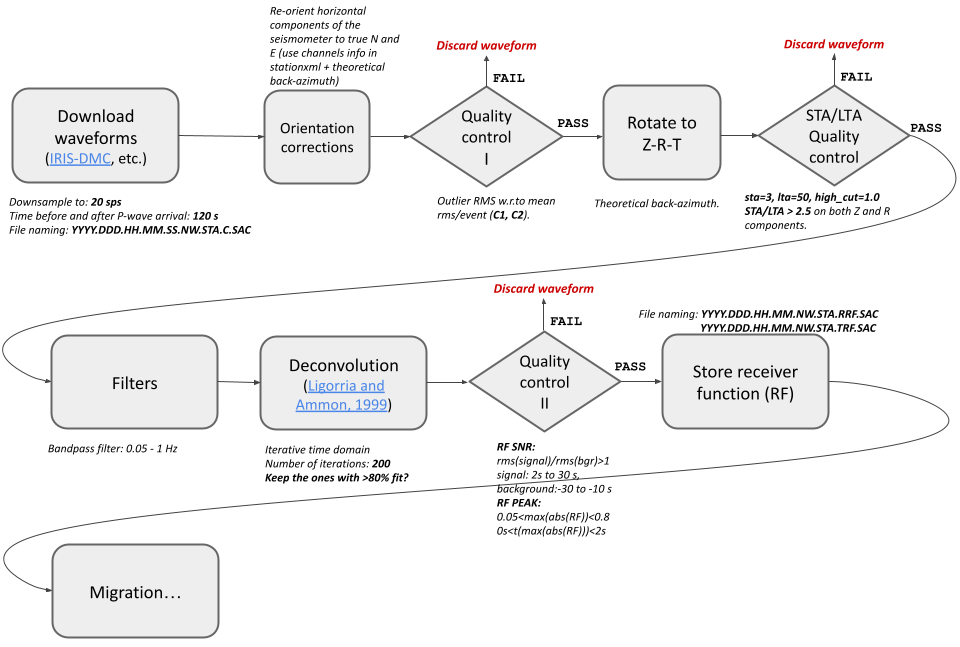 Re-orient horizontal
components of the
seismometer to true N and
E (use channels info in
stationxml + theoretical
back-azimuth)
Discard waveform
FAIL
Discard waveform
FAIL
Download
waveforms
(IRIS-DMC, etc.)
Orientation
corrections
Quality
control
I
PASS
Rotate to
Z-R-T
STA/LTA
Quality
control
PASS
Downsample to: 20 sps
Time before and after P-wave arrival: 120 s
File naming: YYYY.DDD.HH.MM.SS.NW.STA.C.SAC
Outlier RMS w.r.to mean
rms/event (C1, C2).
Theoretical back-azimuth.
sta=3, lta=50, high_cut=1.0
STA/LTA > 2.5 on both Z and R
components.
Discard waveform
FAIL
File naming: YYYY.DDD.HH.MM.NW.STA.RRF.SAC
YYYY.DDD.HH.MM.NW.STA.TRF.SAC
Filters
Deconvolution
(Ligorria and
Ammon, 1999)
Quality
control
II
PASS
Store receiver
function (RF)
Bandpass filter: 0.05 - 1 Hz
Iterative time domain
Number of iterations: 200
Keep the ones with >80% fit?
RF SNR:
rms(signal)/rms(bgr)>1
signal: 2s to 30 s,
background:-30 to -10 s
RF PEAK:
0.05<max(abs(RF))<0.8
0s<t(max(abs(RF)))<2s
Migration…